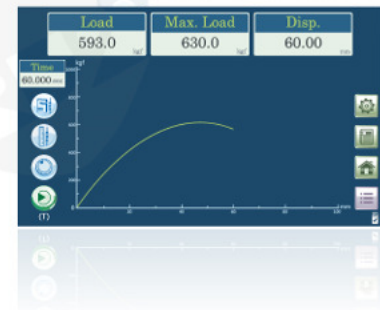 Load
593.0
kgf
Max. Load
630.0
kgf
Disp.
60.00
mm
Time
60.000
kgf
mm
(T)